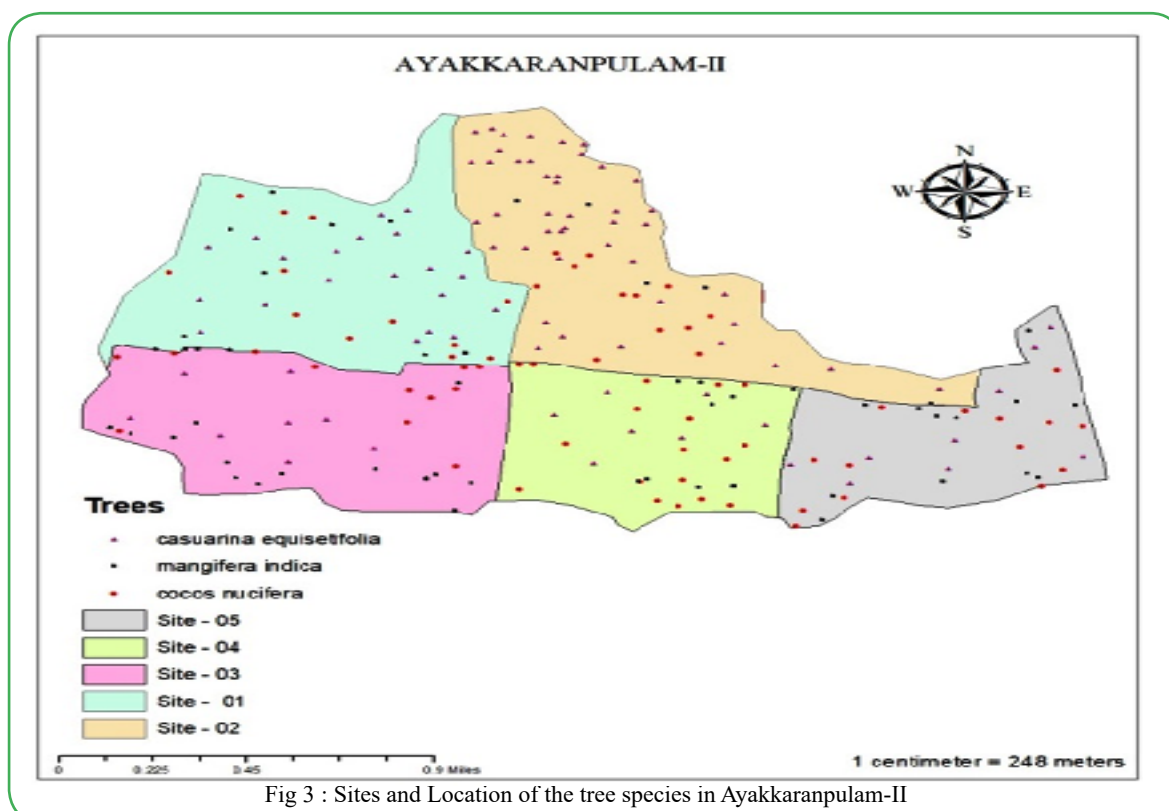 AYAKKARANPULAM-II
N
W E
S
Trees
casuarina equisetifolia
mangifera indica
cocos nucifera
Site - 05
Site - 04
Site - 03
Site - 01
Site - 02
0 0.225 0.45 0.9 Miles
1 centimeter = 248 meters
Fig 3 : Sites and Location of the tree species in Ayakkaranpulam-II